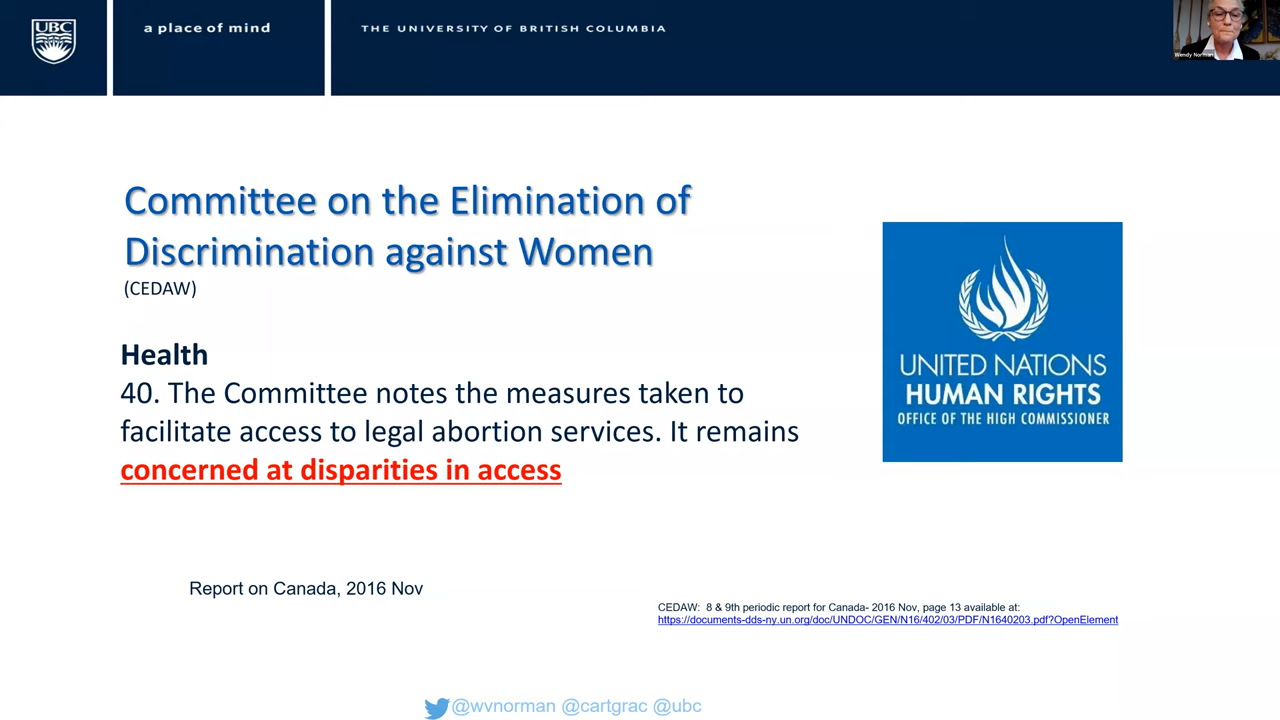 UBC
a place of mind
THE UNIVERSITY OF BRITISH COLUMBIA
Wendy Norman
Committee on the Elimination of
Discrimination against Women
(CEDAW)
Health
40. The Committee notes the measures taken to
facilitate access to legal abortion services. It remains
concerned at disparities in access
UNITED NATIONS
HUMAN RIGHTS
OFFICE OF THE HIGH COMMISSIONER
Report on Canada, 2016 Nov
CEDAW: 8 & 9th periodic report for Canada- 2016 Nov, page 13 available at:
https://documents-dds-ny.un.org/doc/UNDOC/GEN/N16/402/03/PDF/N1640203.pdf?OpenElement
@wvnorman @cartgrac @ubc